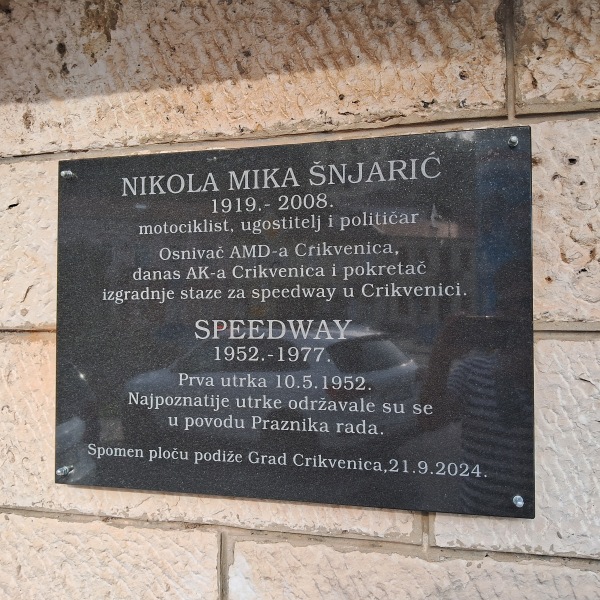 NIKOLA MIKA ŠNJARIĆ
1919.- 2008.
motociklist, ugostitelj i političar
Osnivač AMD-a Crikvenica,
danas AK-a Crikvenica i pokretač
izgradnje staze za speedway u Crikvenici.
SPEEDWAY
1952.-1977.
Prva utrka 10.5.1952.
Najpoznatije utrke održavale su se
u povodu Praznika rada.
Spomen ploču podiže Grad Crikvenica,21.9.2024.